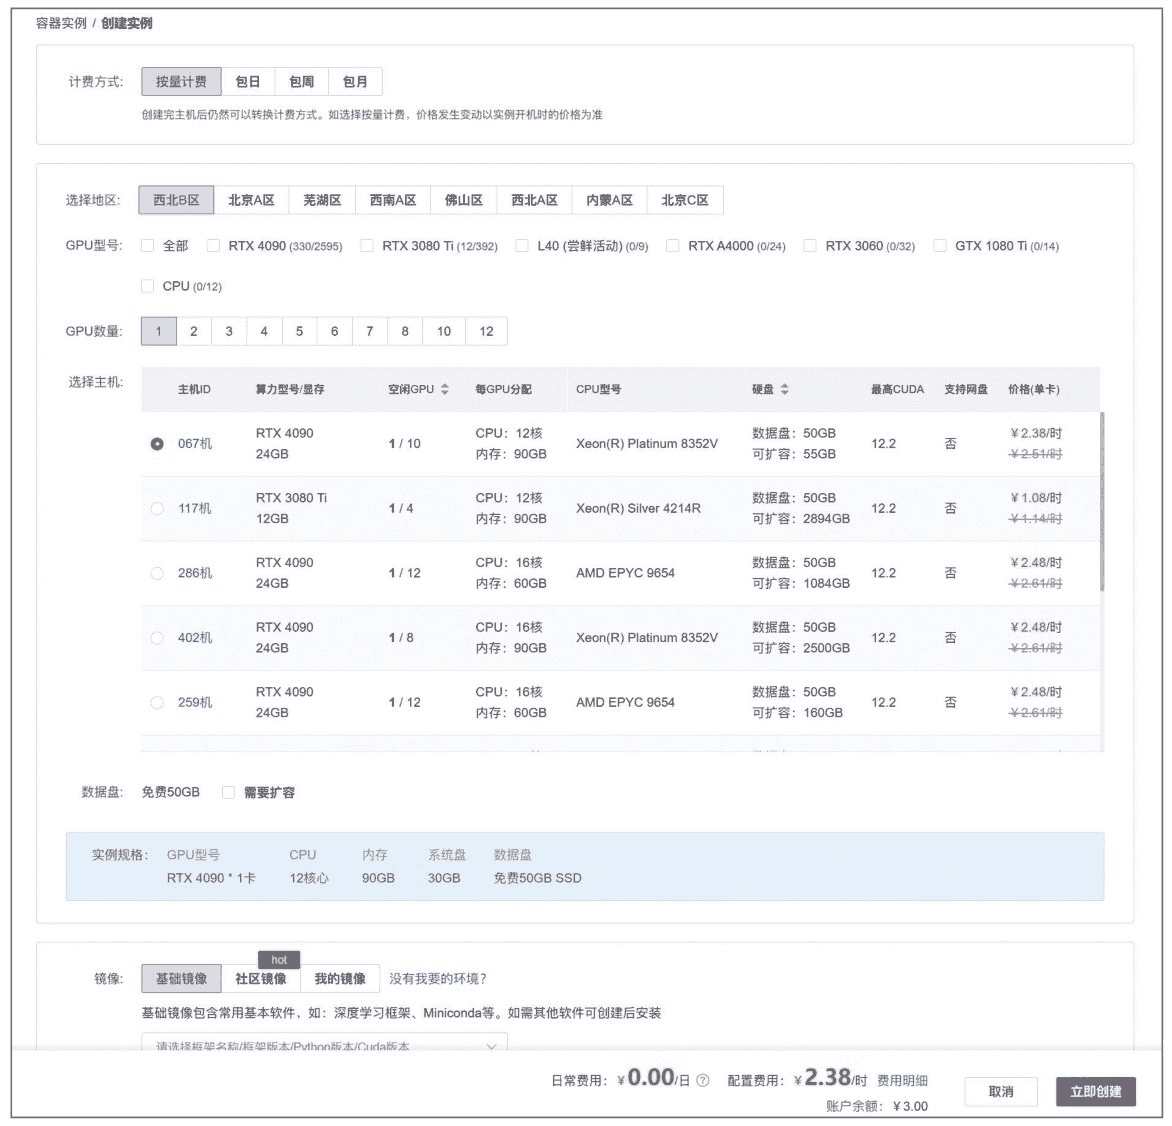 容器实例 / 创建实例
计费方式: 按量计费 包日 包周 包月
创建完主机后仍然可以转换计费方式。如选择按量计费，价格发生变动以实例开机时的价格为准
选择地区: 西北B区 北京A区 芜湖区 西南A区 佛山区 西北A区 内蒙A区 北京C区
GPU型号: 全部 RTX 4090 (330/2595) RTX 3080 Ti (12/392) L40 (尝鲜活动) (0/9) RTX A4000 (0/24) RTX 3060 (0/32) GTX 1080 Ti (0/14)
CPU (0/12)
GPU数量: 1 2 3 4 5 6 7 8 10 12
选择主机: 主机ID 算力型号/显存 空闲GPU 每GPU分配 CPU型号 硬盘 最高CUDA 支持网盘 价格(单卡)
RTX 4090 CPU：12核 数据盘：50GB ￥2.38/时
067机 1 / 10 Xeon(R) Platinum 8352V 12.2 否
24GB 内存：90GB 可扩容：55GB ￥2.51/时
RTX 3080 Ti CPU：12核 数据盘：50GB ￥1.08/时
117机 1 / 4 Xeon(R) Silver 4214R 12.2 否
12GB 内存：90GB 可扩容：2894GB ￥1.14/时
RTX 4090 CPU：16核 数据盘：50GB ￥2.48/时
286机 1 / 12 AMD EPYC 9654 12.2 否
24GB 内存：60GB 可扩容：1084GB ￥2.61/时
RTX 4090 CPU：16核 数据盘：50GB ￥2.48/时
402机 1 / 8 Xeon(R) Platinum 8352V 12.2 否
24GB 内存：90GB 可扩容：2500GB ￥2.61/时
RTX 4090 CPU：16核 数据盘：50GB ￥2.48/时
259机 1 / 12 AMD EPYC 9654 12.2 否
24GB 内存：60GB 可扩容：160GB ￥2.61/时
数据盘: 免费50GB 需要扩容
实例规格: GPU型号 CPU 内存 系统盘 数据盘
RTX 4090 * 1卡 12核心 90GB 30GB 免费50GB SSD
hot
镜像: 基础镜像 社区镜像 我的镜像 没有我要的环境？
基础镜像包含常用基本软件，如：深度学习框架、Miniconda等。如需其他软件可创建后安装
请选择框架名称/框架版本/Python版本/Cuda版本
日常费用：￥0.00/日 ? 配置费用：￥2.38/时 费用明细 取消 立即创建
账户余额：￥3.00